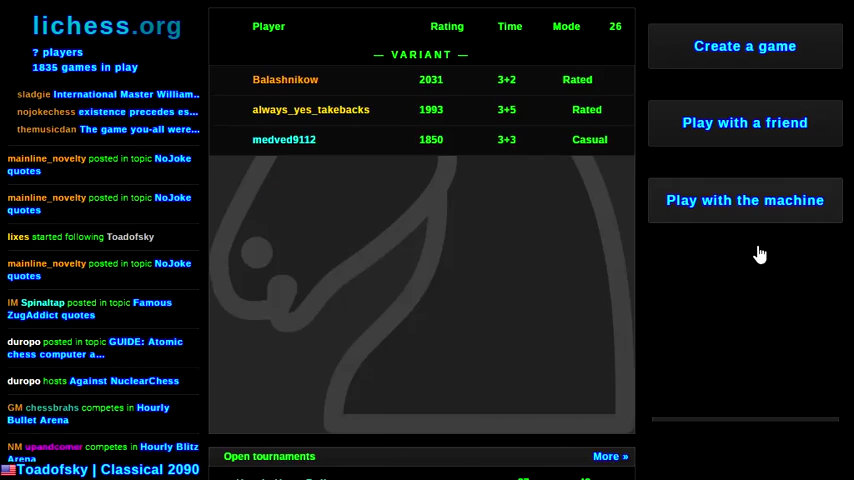 lichess.org
? players
1835 games in play
sladgie International Master William..
nojokechess existence precedes es...
themusicdan The game you-all were...
mainline_novelty posted in topic NoJoke
quotes
mainline_novelty posted in topic NoJoke
quotes
lixes started following Toadofsky
mainline_novelty posted in topic NoJoke
quotes
IM Spinaltap posted in topic Famous
ZugAddict quotes
duropo posted in topic GUIDE: Atomic
chess computer a...
duropo hosts Against NuclearChess
GM chessbrahs competes in Hourly
Bullet Arena
NM upandcomer competes in Hourly Blitz
Arena
Toadofsky | Classical 2090
Player Rating Time Mode 26
— VARIANT —
Balashnikow 2031 3+2 Rated
always_yes_takebacks 1993 3+5 Rated
medved9112 1850 3+3 Casual
Open tournaments More »
Create a game
Play with a friend
Play with the machine